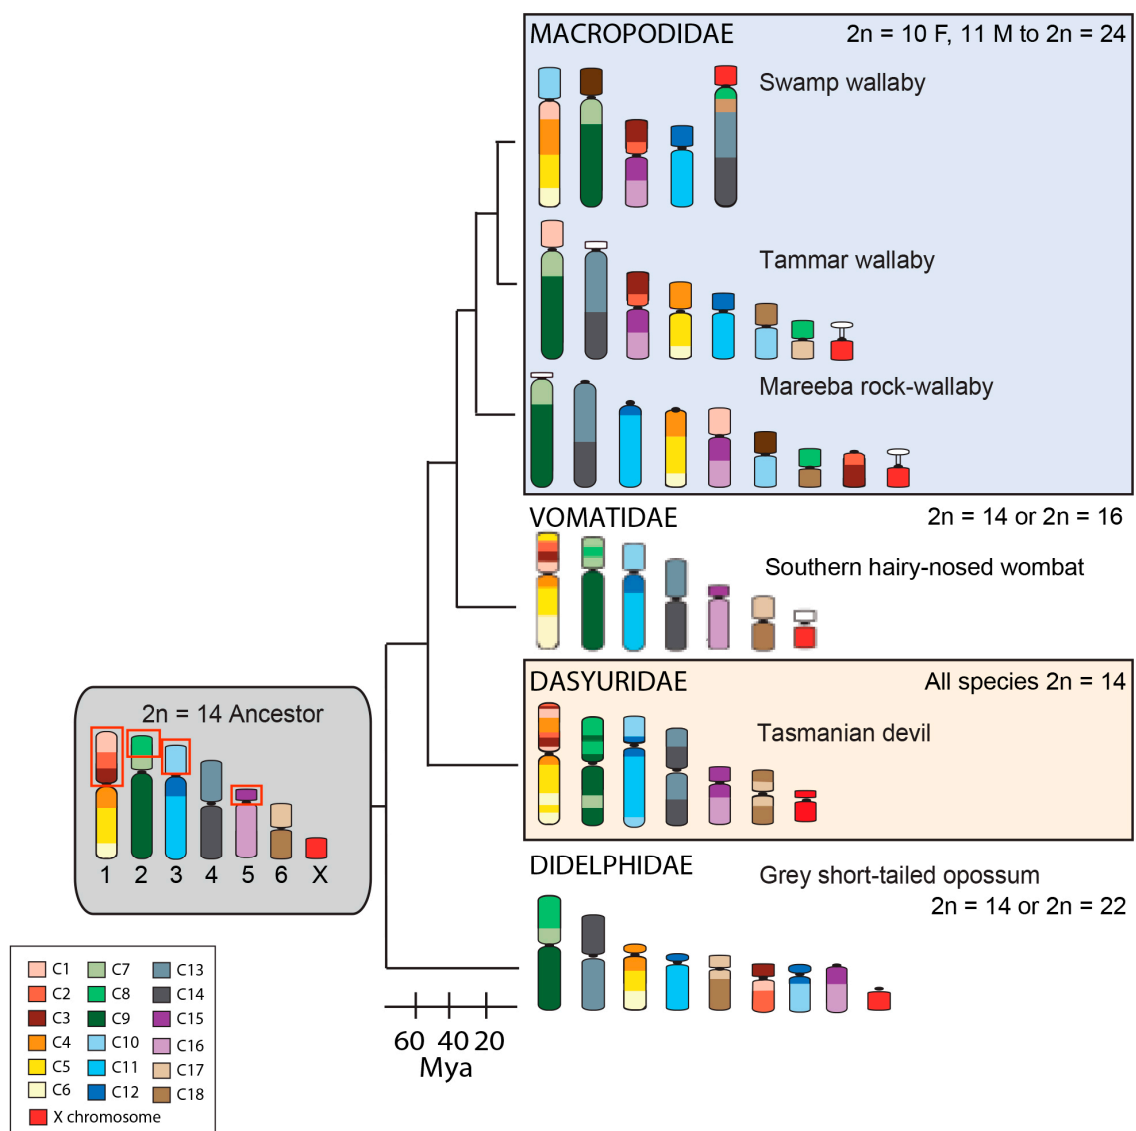 MACROPODIDAE 2n = 10 F, 11 M to 2n = 24
Swamp wallaby
Tammar wallaby
Mareeba rock-wallaby
VOMATIDAE 2n = 14 or 2n = 16
Southern hairy-nosed wombat
DASYURIDAE All species 2n = 14
Tasmanian devil
2n = 14 Ancestor
1 2 3 4 5 6 X
DIDELPHIDAE
Grey short-tailed opossum
2n = 14 or 2n = 22
C1 C7 C13
C2 C8 C14
C3 C9 C15
C4 C10 C16
C5 C11 C17
C6 C12 C18
X chromosome
60 40 20
Mya